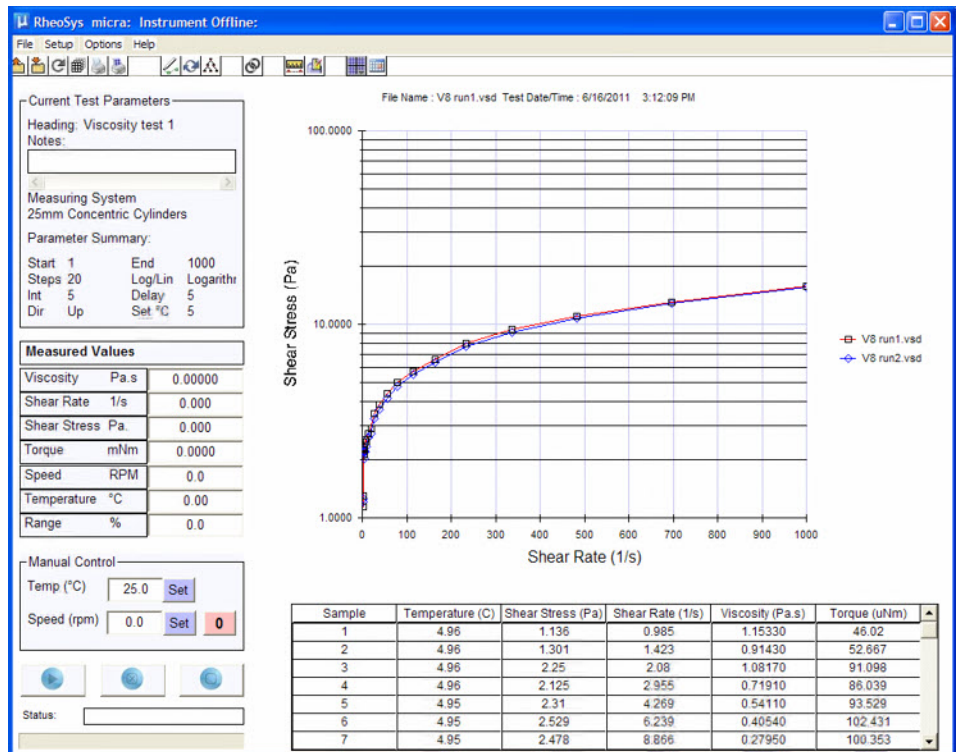 µ RheoSys micra: Instrument Offline:
File Setup Options Help
Current Test Parameters
Heading: Viscosity test 1
Notes:
Measuring System
25mm Concentric Cylinders
Parameter Summary:
Start 1 End 1000
Steps 20 Log/Lin Logarithr
Int 5 Delay 5
Dir Up Set °C 5
Measured Values
Viscosity Pa.s 0.00000
Shear Rate 1/s 0.000
Shear Stress Pa. 0.000
Torque mNm 0.0000
Speed RPM 0.0
Temperature °C 0.00
Range % 0.0
Manual Control
Temp (°C) 25.0 Set
Speed (rpm) 0.0 Set 0
Status:
File Name : V8 run1.vsd Test Date/Time : 6/16/2011 3:12:09 PM
100.0000
10.0000
1.0000
Shear Stress (Pa)
0 100 200 300 400 500 600 700 800 900 1000
Shear Rate (1/s)
V8 run1.vsd
V8 run2.vsd
Sample Temperature (C) Shear Stress (Pa) Shear Rate (1/s) Viscosity (Pa.s) Torque (uNm)
1 4.96 1.136 0.985 1.15330 46.02
2 4.96 1.301 1.423 0.91430 52.667
3 4.96 2.25 2.08 1.08170 91.098
4 4.96 2.125 2.955 0.71910 86.039
5 4.95 2.31 4.269 0.54110 93.529
6 4.95 2.529 6.239 0.40540 102.431
7 4.95 2.478 8.866 0.27950 100.353